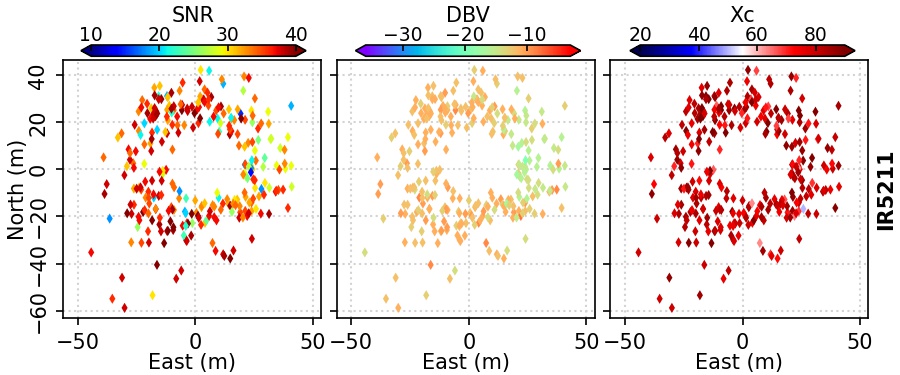 SNR DBV Xc
10 20 30 40 −30 −20 −10 20 40 60 80
40
20
0
−20
−40
−60
North (m)
−50 0 50 −50 0 50 −50 0 50
East (m) East (m) East (m)
IR5211